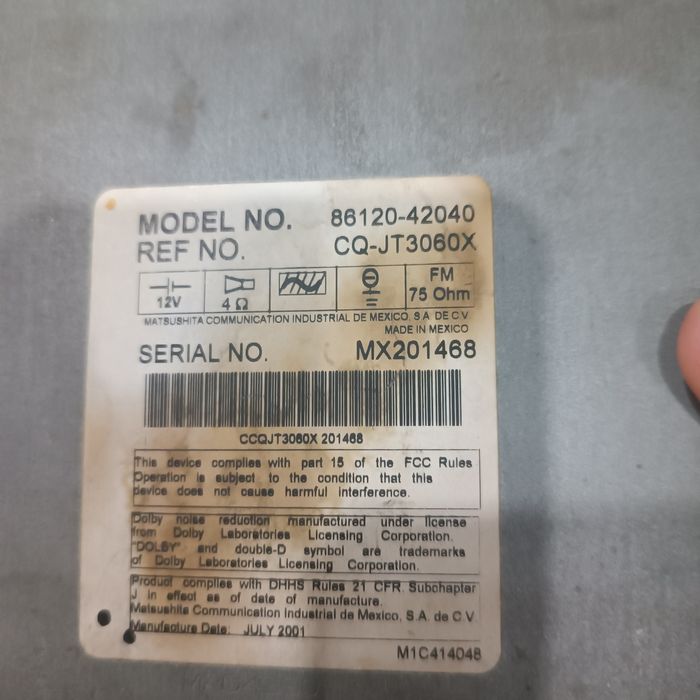 MODEL NO. 86120-42040
REF NO. CQ-JT3060X
12V 4 Ω FM 75 Ohm
MATSUSHITA COMMUNICATION INDUSTRIAL DE MEXICO, S.A. DE C.V.
MADE IN MEXICO
SERIAL NO. MX201468
CCQJT3060X 201468
This device complies with part 15 of the FCC Rules
Operation is subject to the condition that this
device does not cause harmful interference.
Dolby noise reduction manufactured under license
from Dolby Laboratories Licensing Corporation.
"DOLBY" and double-D symbol are trademarks
of Dolby Laboratories Licensing Corporation.
Product complies with DHHS Rules 21 CFR Subchapter
J in effect as of date of manufacture.
Matsushita Communication Industrial de Mexico, S.A. de C V
Manufacture Date: JULY 2001
M1C414048